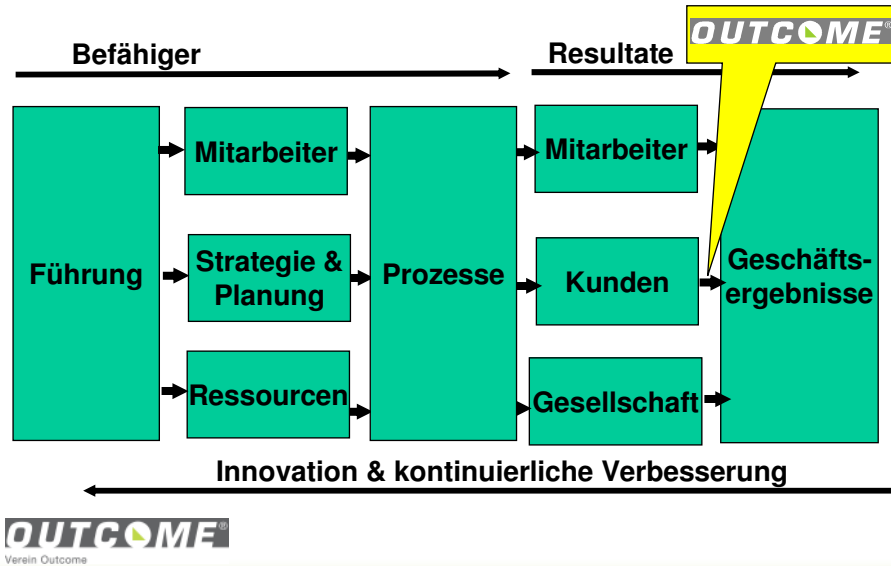 OUTCOME®
Befähiger
Resultate
Mitarbeiter
Mitarbeiter
Führung
Strategie &
Planung
Prozesse
Kunden
Geschäfts-
ergebnisse
Ressourcen
Gesellschaft
Innovation & kontinuierliche Verbesserung
OUTCOME®
Verein Outcome